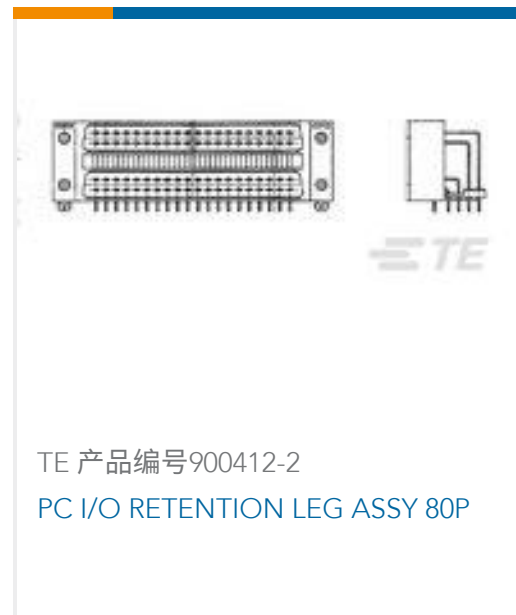 TE
TE 产品编号900412-2
PC I/O RETENTION LEG ASSY 80P